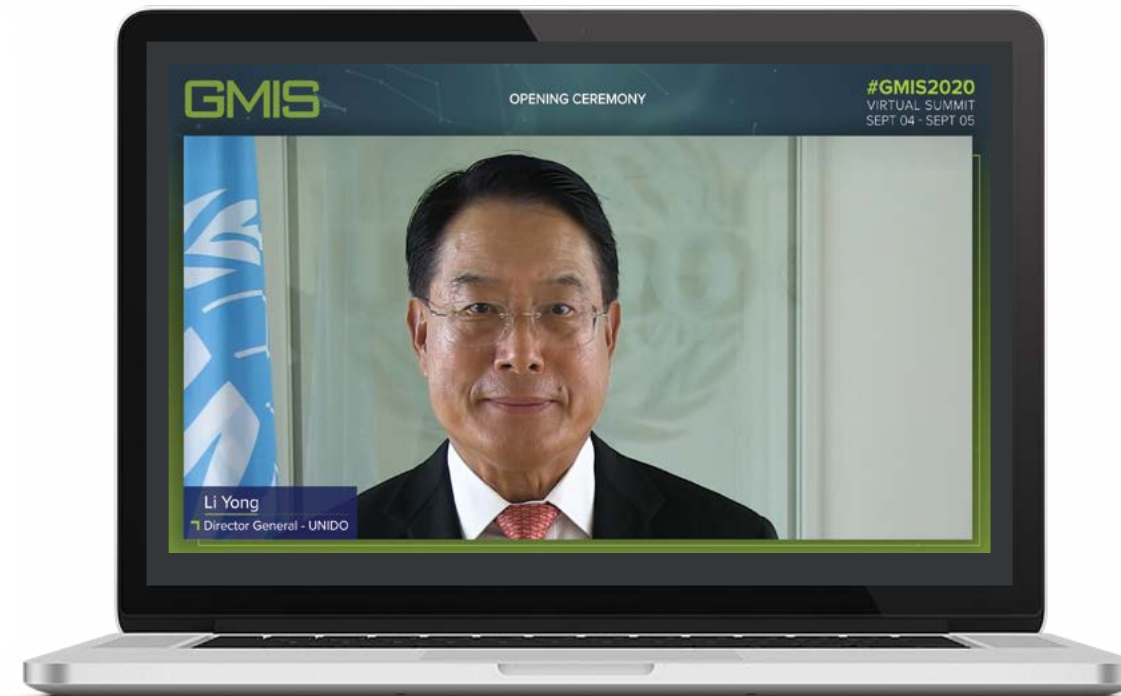 GMIS
OPENING CEREMONY
#GMIS2020
VIRTUAL SUMMIT
SEPT 04 - SEPT 05
Li Yong
Director General - UNIDO